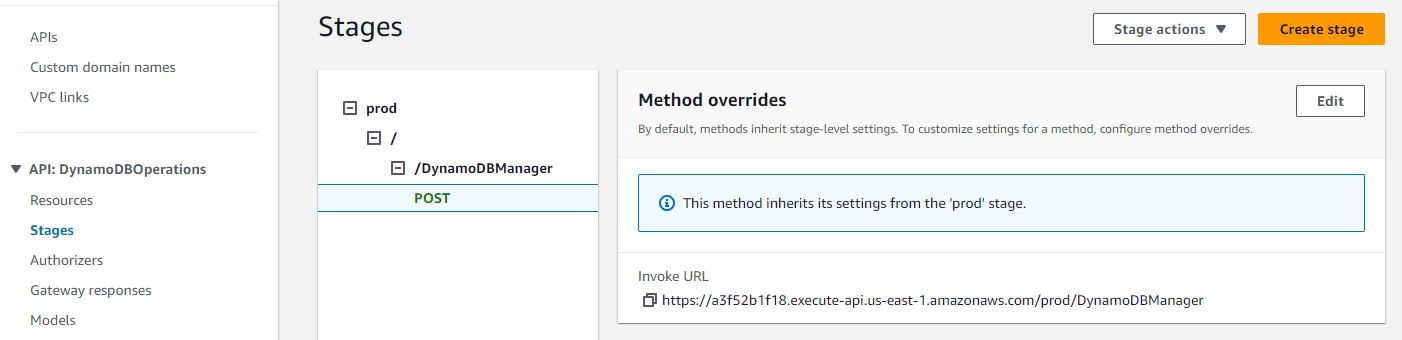 APIs
Custom domain names
VPC links
API: DynamoDBOperations
Resources
Stages
Authorizers
Gateway responses
Models
Stages
Stage actions
Create stage
prod
/
/DynamoDBManager
POST
Method overrides
Edit
By default, methods inherit stage-level settings. To customize settings for a method, configure method overrides.
This method inherits its settings from the 'prod' stage.
Invoke URL
https://a3f52b1f18.execute-api.us-east-1.amazonaws.com/prod/DynamoDBManager